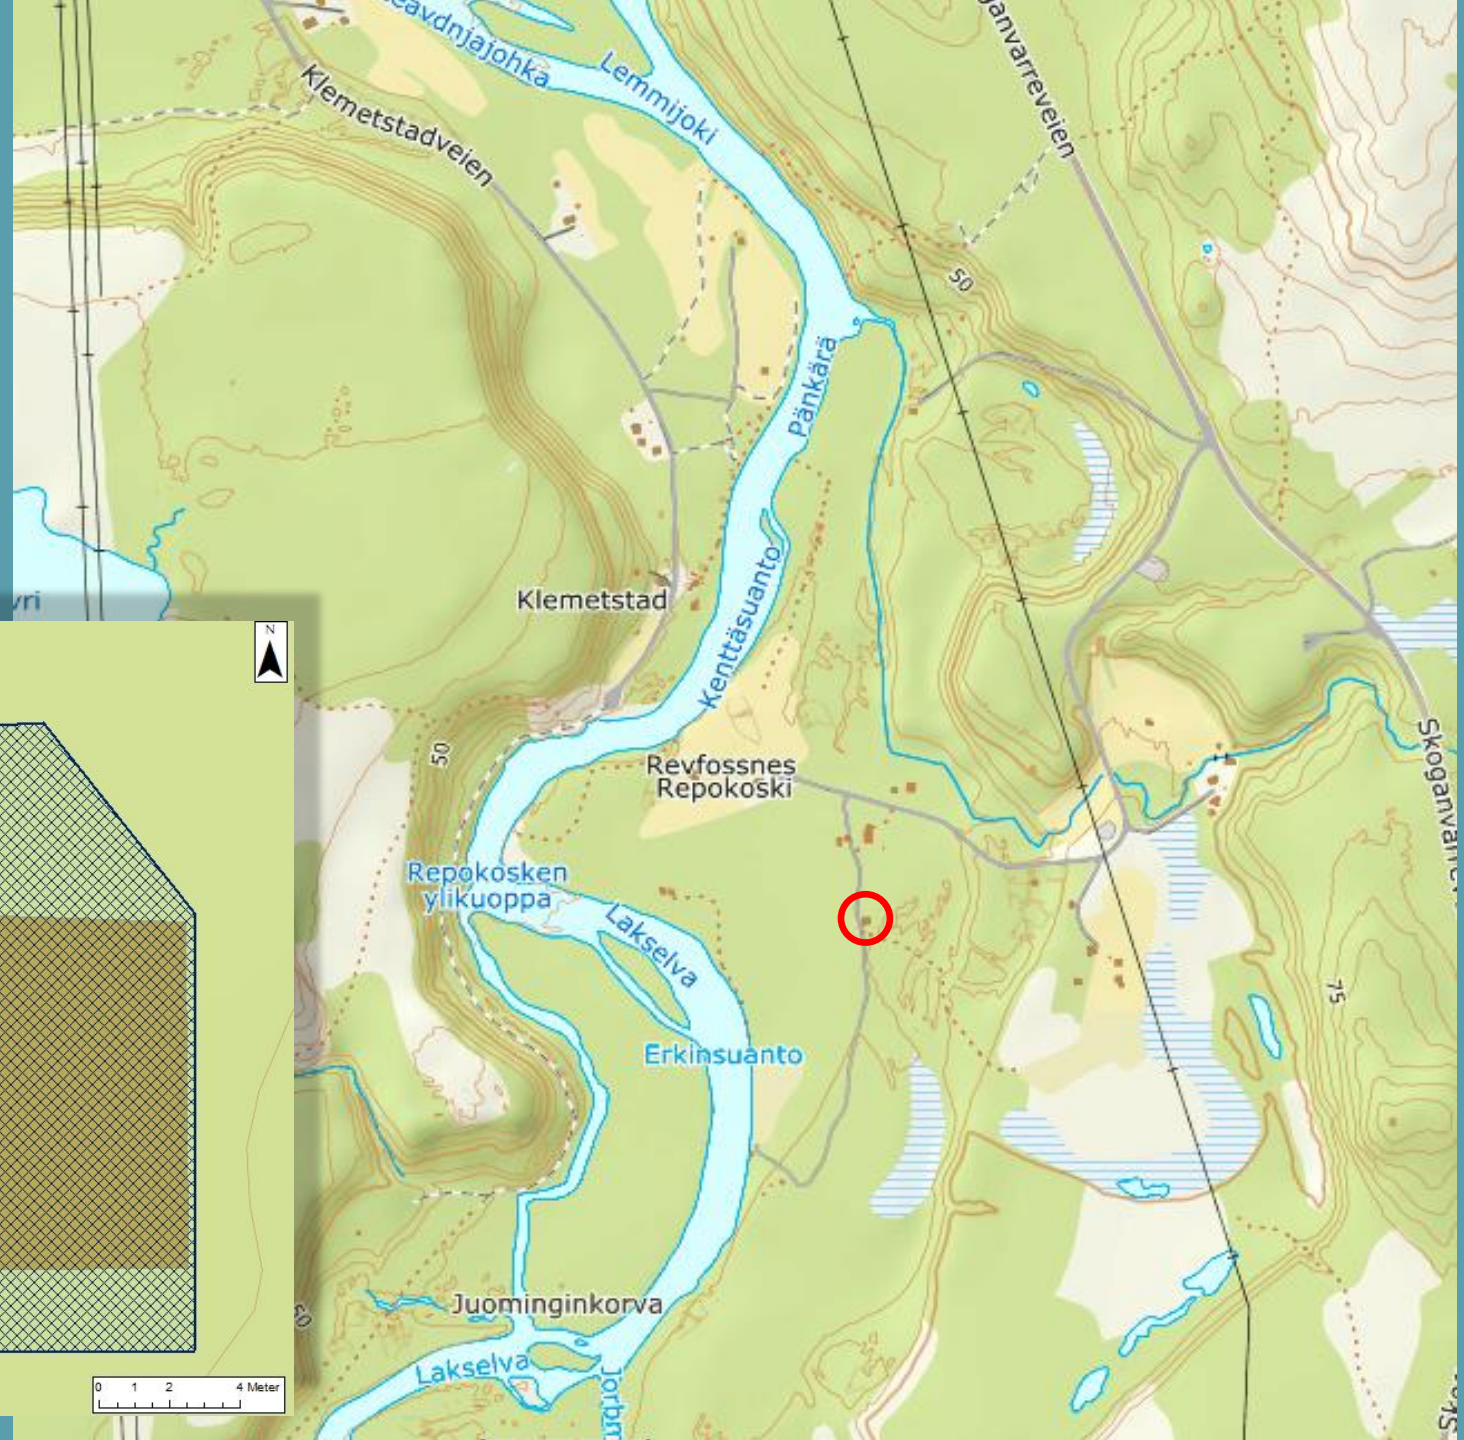 Lemmijoki
Klemetstadveien
50
Pänkärä
Klemetstad
Kenttäsuanto
N
50
Revfossnes
Repokoski
Repokosken
ylikuoppa
Lakselva
75
Erkinsuanto
Juominginkorva
Lakselva
0 1 2 4 Meter